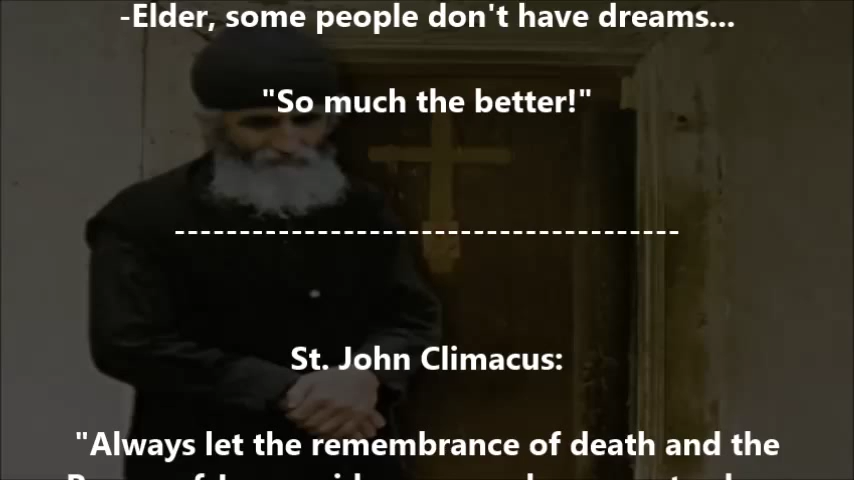 -Elder, some people don't have dreams...
"So much the better!"
---------------------------------------
St. John Climacus:
"Always let the remembrance of death and the